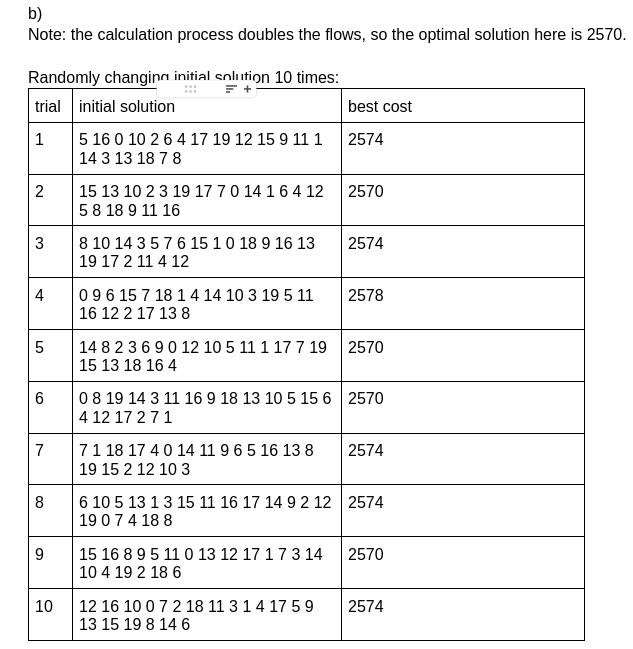 b)
Note: the calculation process doubles the flows, so the optimal solution here is 2570.
Randomly changing initial solution 10 times:
trial initial solution best cost
1 5 16 0 10 2 6 4 17 19 12 15 9 11 1 2574
14 3 13 18 7 8
2 15 13 10 2 3 19 17 7 0 14 1 6 4 12 2570
5 8 18 9 11 16
3 8 10 14 3 5 7 6 15 1 0 18 9 16 13 2574
19 17 2 11 4 12
4 0 9 6 15 7 18 1 4 14 10 3 19 5 11 2578
16 12 2 17 13 8
5 14 8 2 3 6 9 0 12 10 5 11 1 17 7 19 2570
15 13 18 16 4
6 0 8 19 14 3 11 16 9 18 13 10 5 15 6 2570
4 12 17 2 7 1
7 7 1 18 17 4 0 14 11 9 6 5 16 13 8 2574
19 15 2 12 10 3
8 6 10 5 13 1 3 15 11 16 17 14 9 2 12 2574
19 0 7 4 18 8
9 15 16 8 9 5 11 0 13 12 17 1 7 3 14 2570
10 4 19 2 18 6
10 12 16 10 0 7 2 18 11 3 1 4 17 5 9 2574
13 15 19 8 14 6